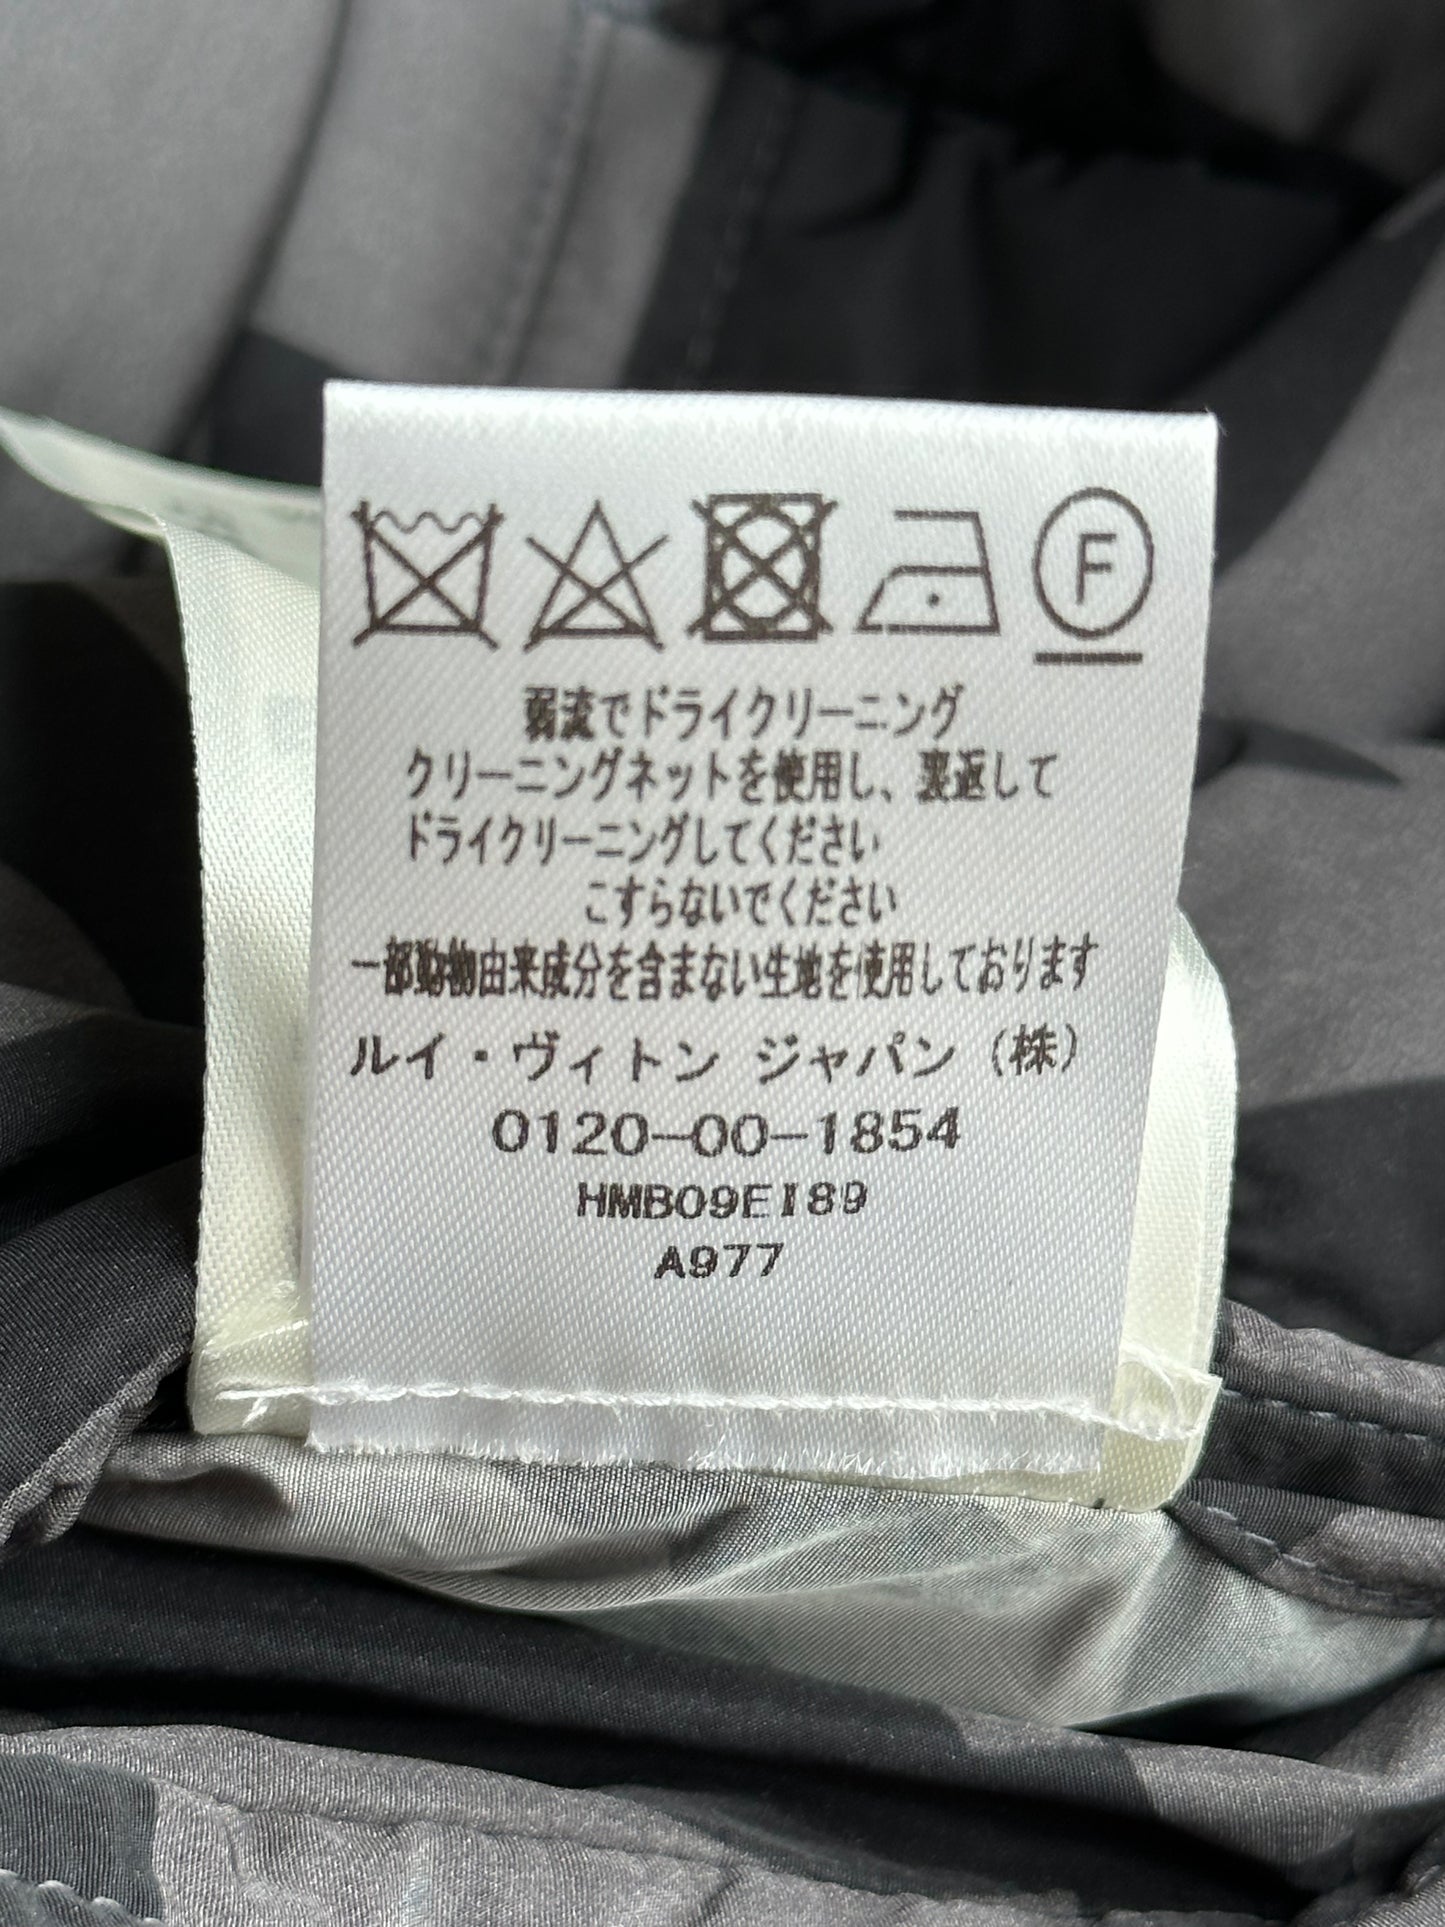 F
弱流でドライクリーニング
クリーニングネットを使用し、裏返して
ドライクリーニングしてください
こすらないでください
一部動物由来成分を含まない生地を使用しております
ルイ・ヴィトン ジャパン (株)
0120-00-1854
HMB09EI89
A977